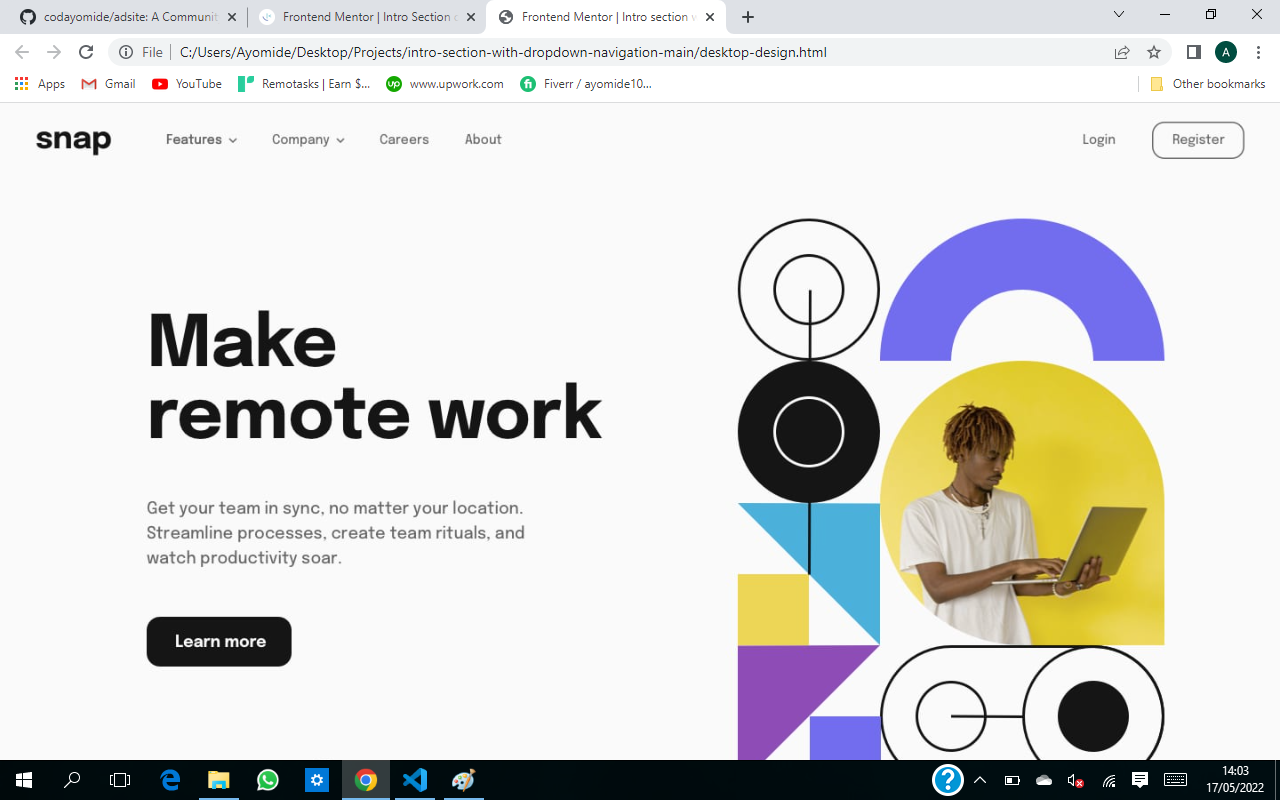 codayomide/adsite: A Communit
Frontend Mentor | Intro Section
Frontend Mentor | Intro section
File
C:/Users/Ayomide/Desktop/Projects/intro-section-with-dropdown-navigation-main/desktop-design.html
A
Apps
Gmail
YouTube
Remotasks | Earn $...
up
www.upwork.com
fi
Fiverr / ayomide10...
Other bookmarks
snap
Features
Company
Careers
About
Login
Register
Make
remote work
Get your team in sync, no matter your location.
Streamline processes, create team rituals, and
watch productivity soar.
Learn more
?
14:03
17/05/2022